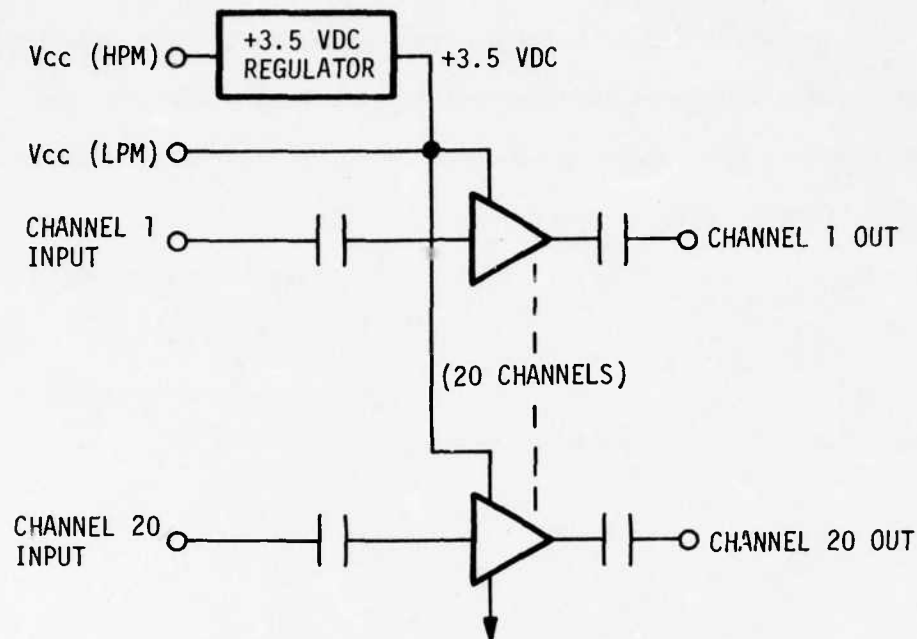 Vcc (HPM)
+3.5 VDC
REGULATOR
+3.5 VDC
Vcc (LPM)
CHANNEL 1
INPUT
CHANNEL 1 OUT
(20 CHANNELS)
CHANNEL 20
INPUT
CHANNEL 20 OUT